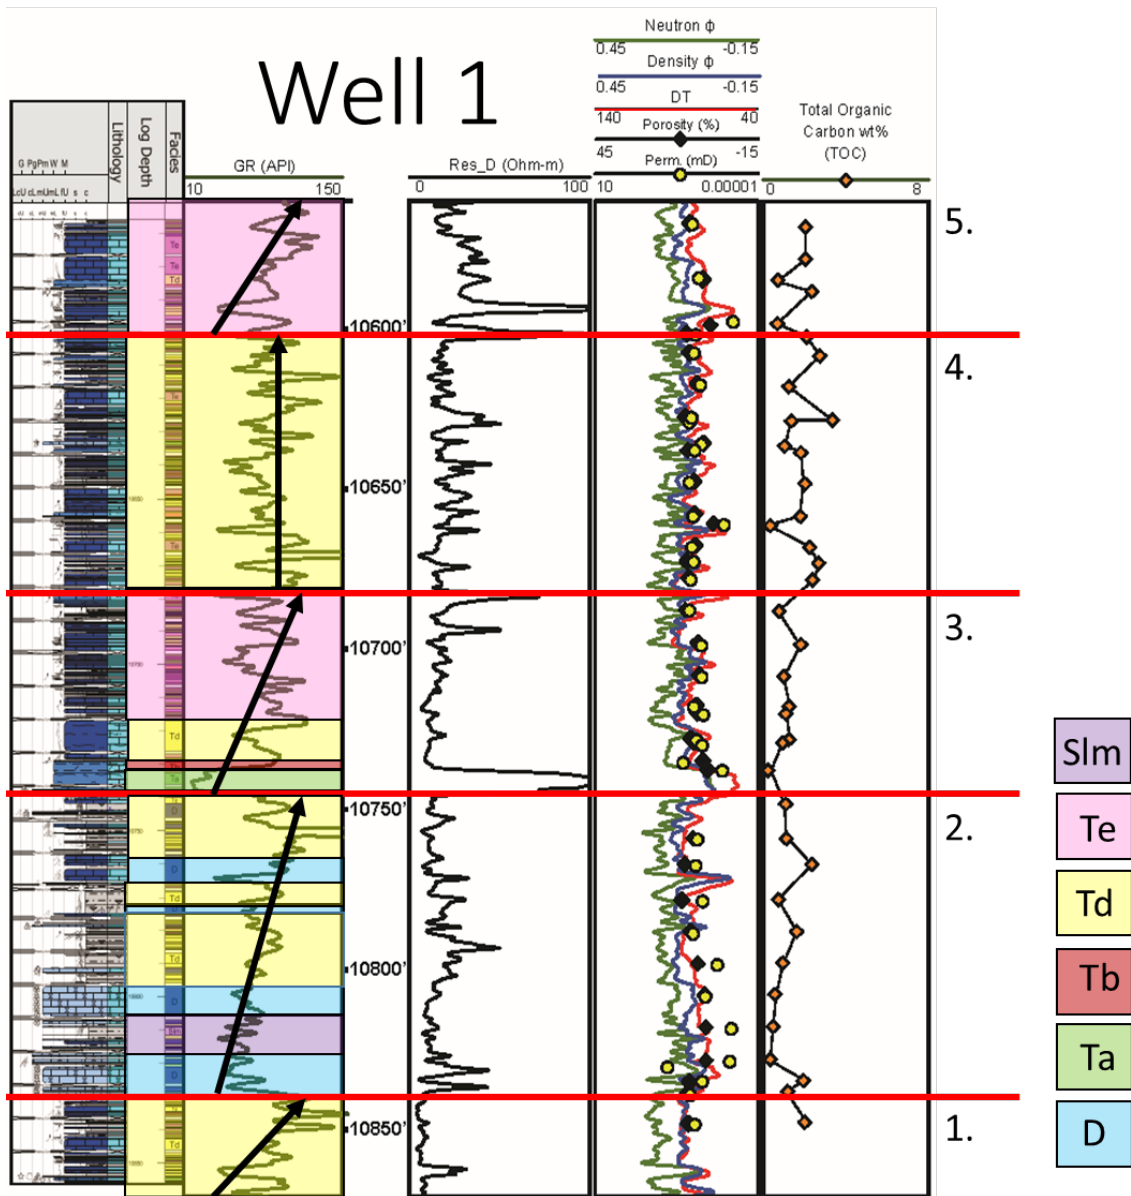 Well 1
Neutron ϕ
0.45 -0.15
Density ϕ
0.45 -0.15
DT
140 40
Porosity (%)
45 -15
Perm. (mD)
10 0.00001
Total Organic
Carbon wt%
(TOC)
0 8
Lithology
Log Depth
Facies
G PgPm W M
GR (API)
10 150
Res_D (Ohm-m)
0 100
5.
Te
Te
Td
10600'
4.
Te
10650'
Te
3.
10700'
Td
Ta
10750'
2.
D
D
Td
Td
10800'
D
Slm
D
10850'
1.
Td
Slm
Te
Td
Tb
Ta
D